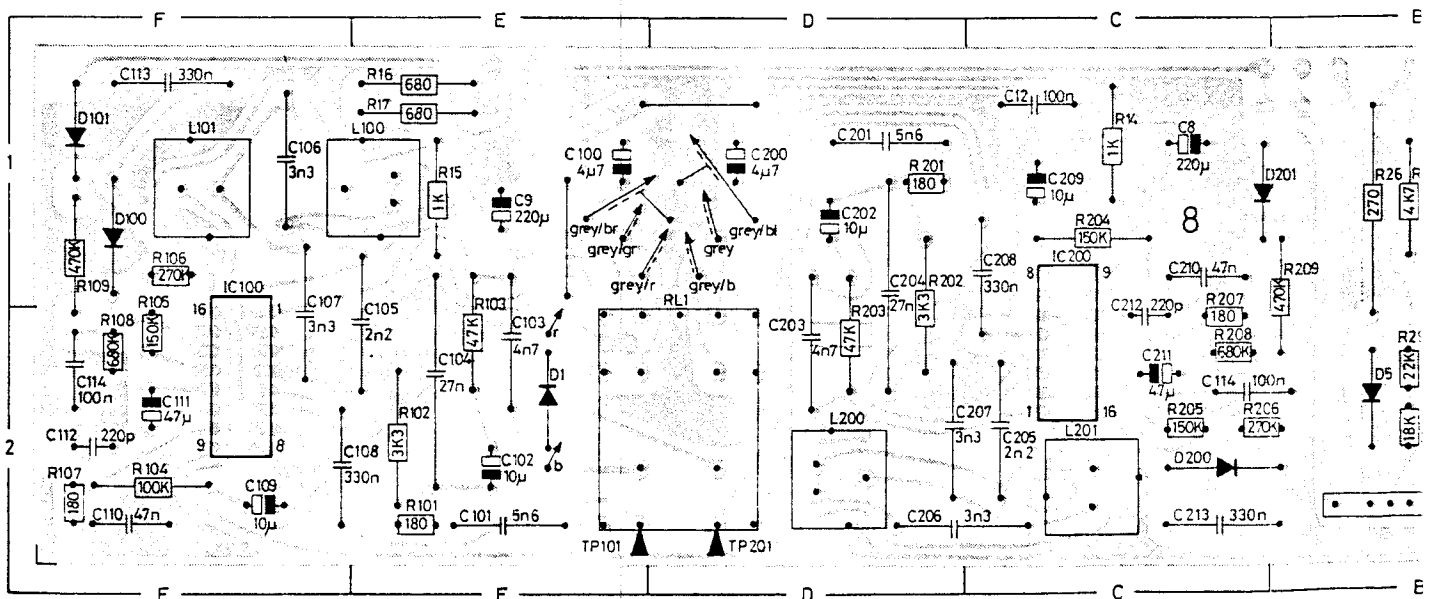 F E D C B
C113 330n
R16 680
R17 680
C12 100n
D101
L101
L100
C106 3n3
R15 1K
C100 4µ7
C200 4µ7
C201 5n6
R201 180
R14 1K
C8 220µ
1
D100
C9 220µ
grey/br
grey/gr
grey
grey/bl
grey/r
grey/b
C202 10µ
C209 10µ
8
D201
R26 270
R 4K7
R204 150K
470K R109
R106 270K
IC100
16 1
9 8
C107 3n3
C105 2n2
R103 47K
C103 4n7
RL1
C203 4n7
R203 47K
C204 27n
R202 3K3
C208 330n
IC200
8 9
1 16
C210 47n
R209 470K
R105 150K
R108 680K
r
C212 220p
R207 180
R208 680K
C114 100n
C104 27n
D1
C211 47µ
C114 100n
D5
R29 22K
C111 47µ
R102 3K3
L200
C207 3n3
C205 2n2
R205 150K
R206 270K
18K
2
C112 220p
C108 330n
C102 10µ
b
L201
D200
R107 180
R104 100K
C109 10µ
C110 47n
R101 180
C101 5n6
C206 3n3
C213 330n
TP101
TP201
F E D C B